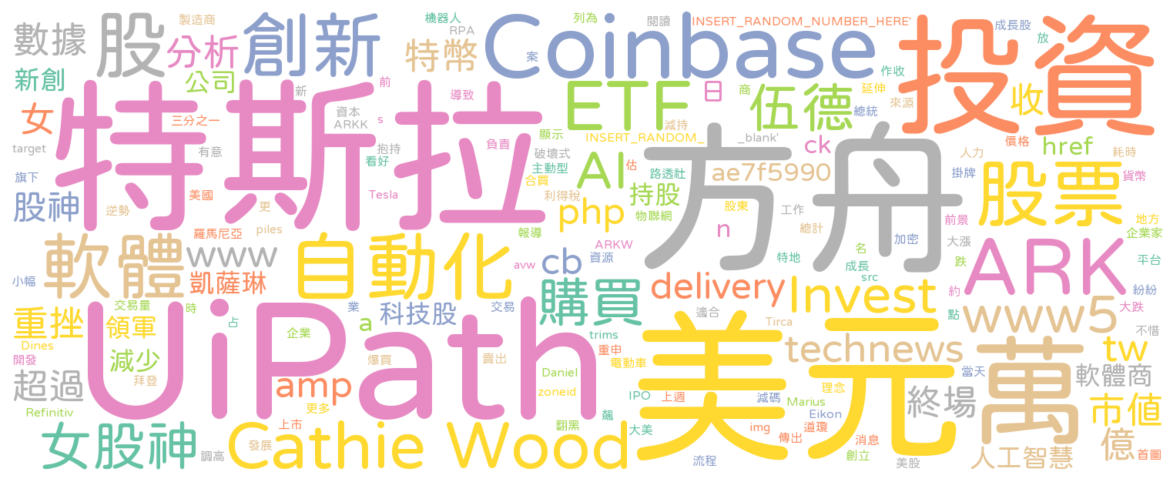 數據 股 製造商 分析 創新 機器人 RPA 特幣 Coinbase 列為 案 閱讀 INSERT_RANDOM_NUMBER_HERE' 投資 成長股 放
新創 公司 新 前 導致 ETF 日 商 伍德 作收 延伸 總統 來源 收
女 三分之一 資本 ARKK s 負責 顯示 INSERT_RANDOM_ 減持 _blank' ck 價格 href 人力 耗時
target 有意 特斯拉 抱持 看好 破壞式 主動型 AI 估 路透社 方舟 ae7f5990 掛牌 貨幣
旗下 美國 更 Tesla 合買 利得稅 持股 股票
股神 逆勢 php 物聯網 股東 工作 前景 地方
羅馬尼亞 piles 報導 n 總計 名 加密 大漲 企業家
軟體 www 自動化 ARKW 特地 成長 跌 ARK 平台
小幅 凱薩琳 avw cb 資源 delivery src 約 紛紛
交易量 時 占 業 科技股 交易 購買 適合 Invest 點 www5 大跌
重挫 領軍 a 企業 UiPath trims Tirca 不惜
Dines 減少 爆買 賣出 重申 美元 technews tw
開發 拜登 Daniel 電動車 當天 萬 軟體商
超過 amp zoneid IPO 上週 減碼 理念 終場 市值
Refinitiv 更多 飆 Marius Eikon
女股神 上市 Cathie Wood 翻黑 大美 img 道瓊 消息 億
調高 發展 流程 傳出 創立 美股 人工智慧 首圖